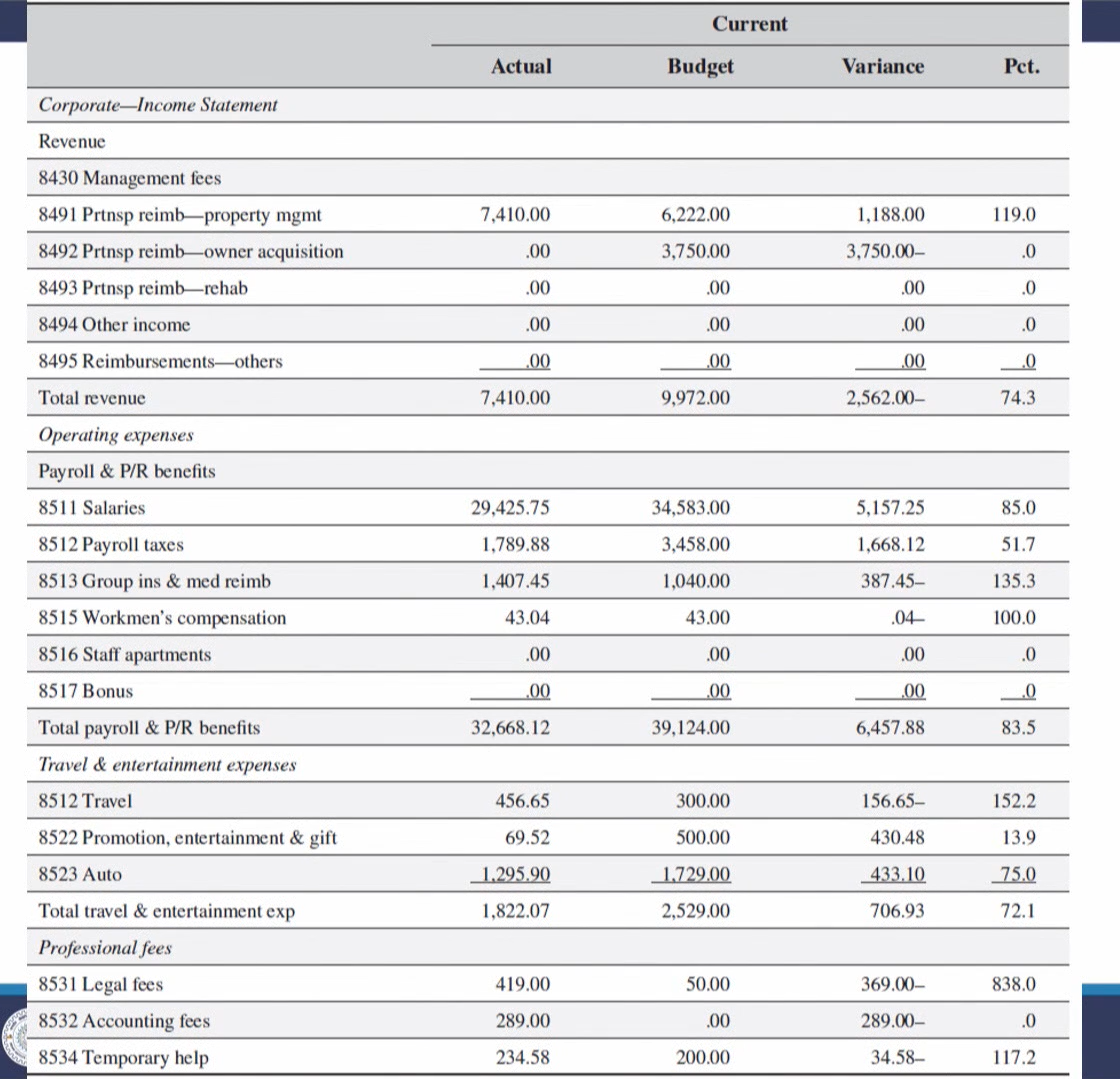 Current
Actual Budget Variance Pct.
Corporate—Income Statement
Revenue
8430 Management fees
8491 Prtnsp reimb—property mgmt 7,410.00 6,222.00 1,188.00 119.0
8492 Prtnsp reimb—owner acquisition .00 3,750.00 3,750.00– .0
8493 Prtnsp reimb—rehab .00 .00 .00 .0
8494 Other income .00 .00 .00 .0
8495 Reimbursements—others .00 .00 .00 .0
Total revenue 7,410.00 9,972.00 2,562.00– 74.3
Operating expenses
Payroll & P/R benefits
8511 Salaries 29,425.75 34,583.00 5,157.25 85.0
8512 Payroll taxes 1,789.88 3,458.00 1,668.12 51.7
8513 Group ins & med reimb 1,407.45 1,040.00 387.45– 135.3
8515 Workmen’s compensation 43.04 43.00 .04– 100.0
8516 Staff apartments .00 .00 .00 .0
8517 Bonus .00 .00 .00 .0
Total payroll & P/R benefits 32,668.12 39,124.00 6,457.88 83.5
Travel & entertainment expenses
8512 Travel 456.65 300.00 156.65– 152.2
8522 Promotion, entertainment & gift 69.52 500.00 430.48 13.9
8523 Auto 1,295.90 1,729.00 433.10 75.0
Total travel & entertainment exp 1,822.07 2,529.00 706.93 72.1
Professional fees
8531 Legal fees 419.00 50.00 369.00– 838.0
8532 Accounting fees 289.00 .00 289.00– .0
8534 Temporary help 234.58 200.00 34.58– 117.2